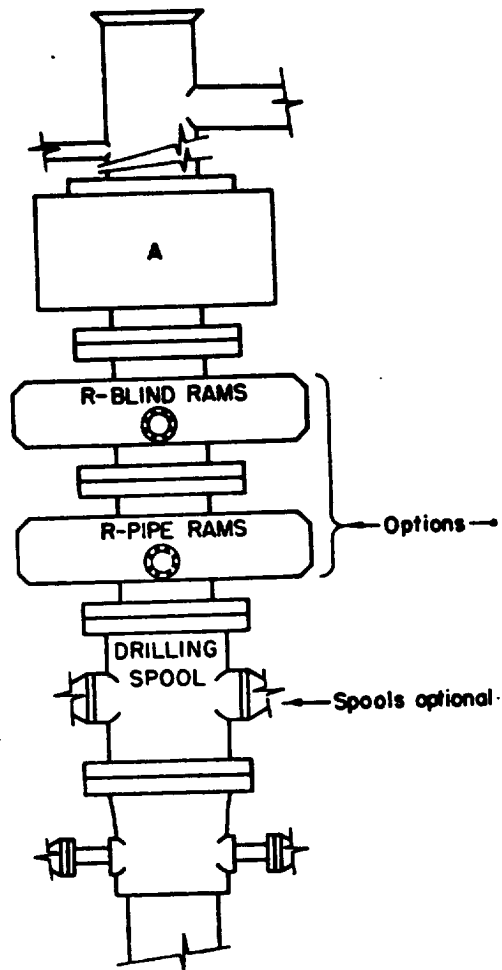 A
R-BLIND RAMS
R-PIPE RAMS
Options
DRILLING
SPOOL
Spools optional